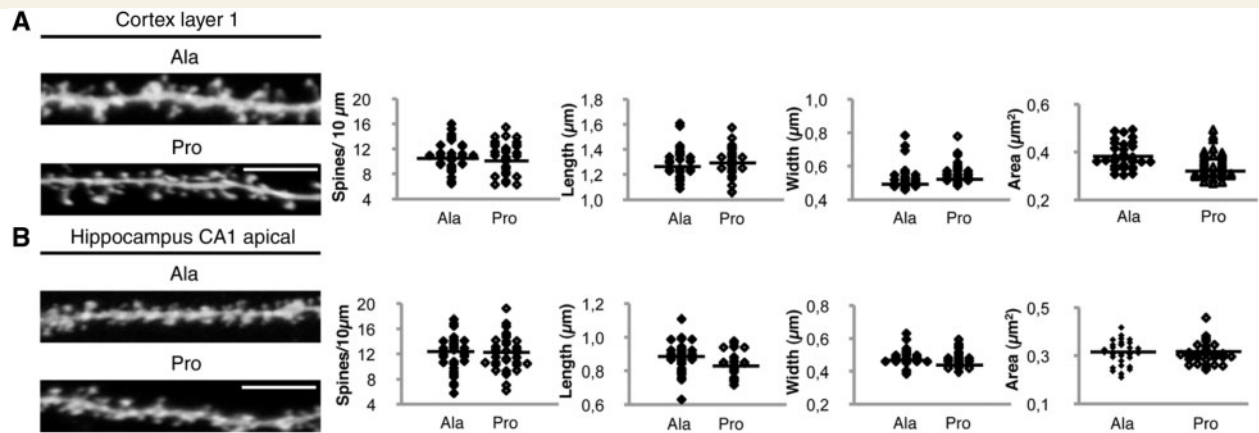 A
Cortex layer 1
Ala
Pro
Spines/ 10 µm
20
16
12
8
4
Ala Pro
Length (µm)
1,8
1,6
1,4
1,2
1,0
Ala Pro
Width (µm)
1,0
0,8
0,6
0,4
Ala Pro
Area (µm²)
0,6
0,4
0,2
Ala Pro
B
Hippocampus CA1 apical
Ala
Pro
Spines/10µm
20
16
12
8
4
Ala Pro
Length (µm)
1,2
1,0
0,8
0,6
Ala Pro
Width (µm)
0,8
0,6
0,4
0,2
Ala Pro
Area (µm²)
0,5
0,3
0,1
Ala Pro